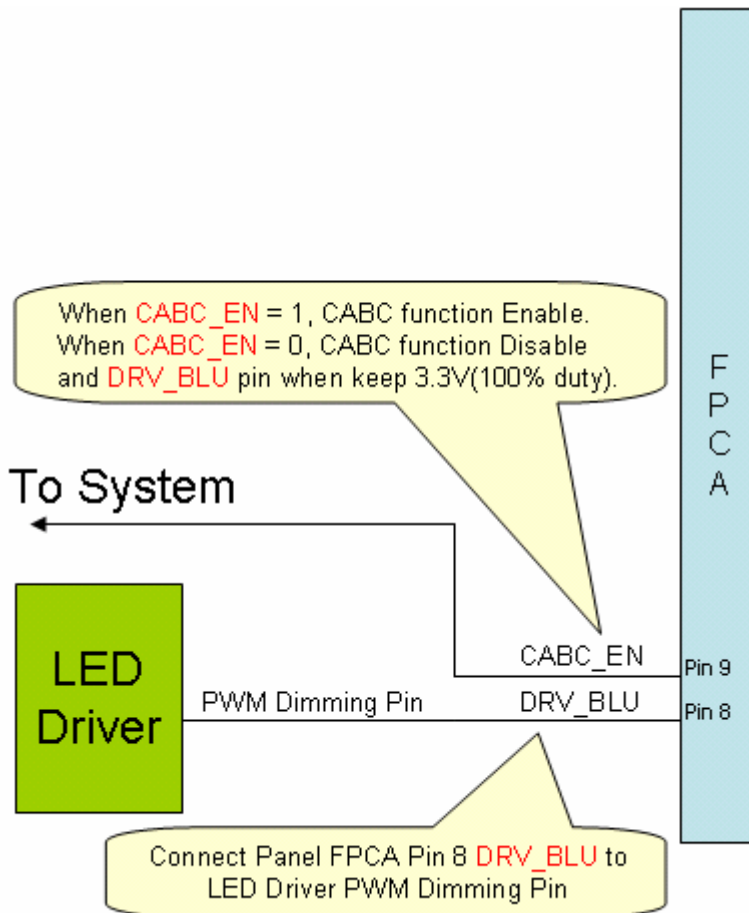 When CABC_EN = 1, CABC function Enable.
When CABC_EN = 0, CABC function Disable
and DRV_BLU pin when keep 3.3V(100% duty).
F
P
C
A
To System
LED
Driver
PWM Dimming Pin
CABC_EN
DRV_BLU
Pin 9
Pin 8
Connect Panel FPCA Pin 8 DRV_BLU to
LED Driver PWM Dimming Pin